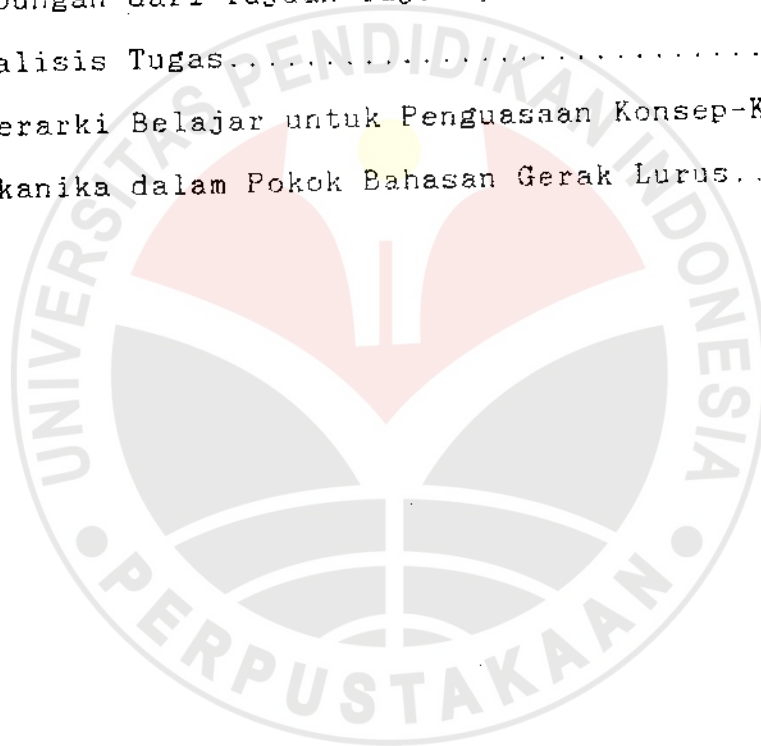 alisis Tugas..............................
erarki Belajar untuk Penguasaan Konsep-K
kanika dalam Pokok Bahasan Gerak Lurus..
UNIVERSITAS PENDIDIKAN INDONESIA
PERPUSTAKAAN